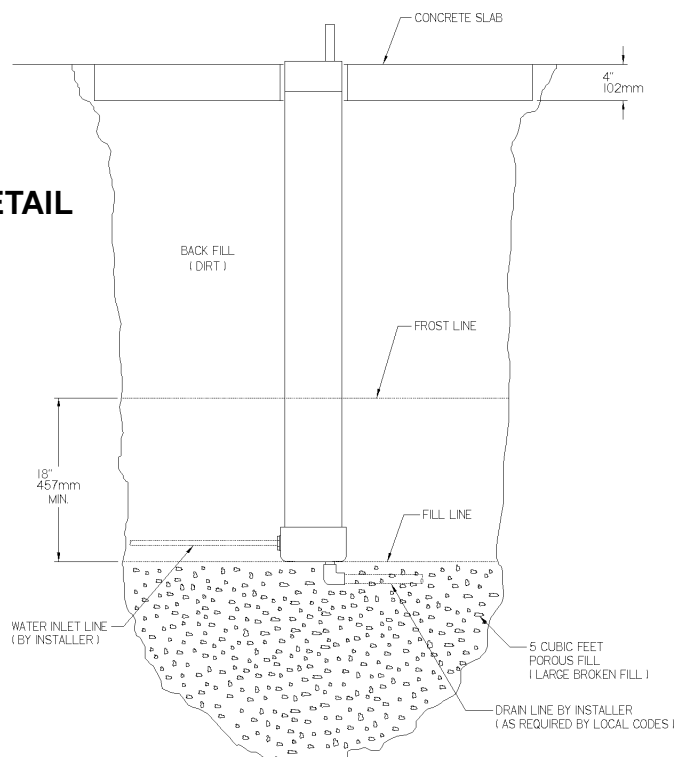 CONCRETE SLAB
4"
102mm
ETAIL
BACK FILL
( DIRT )
FROST LINE
18"
457mm
MIN.
FILL LINE
WATER INLET LINE
( BY INSTALLER )
5 CUBIC FEET
POROUS FILL
( LARGE BROKEN FILL )
DRAIN LINE BY INSTALLER
( AS REQUIRED BY LOCAL CODES )